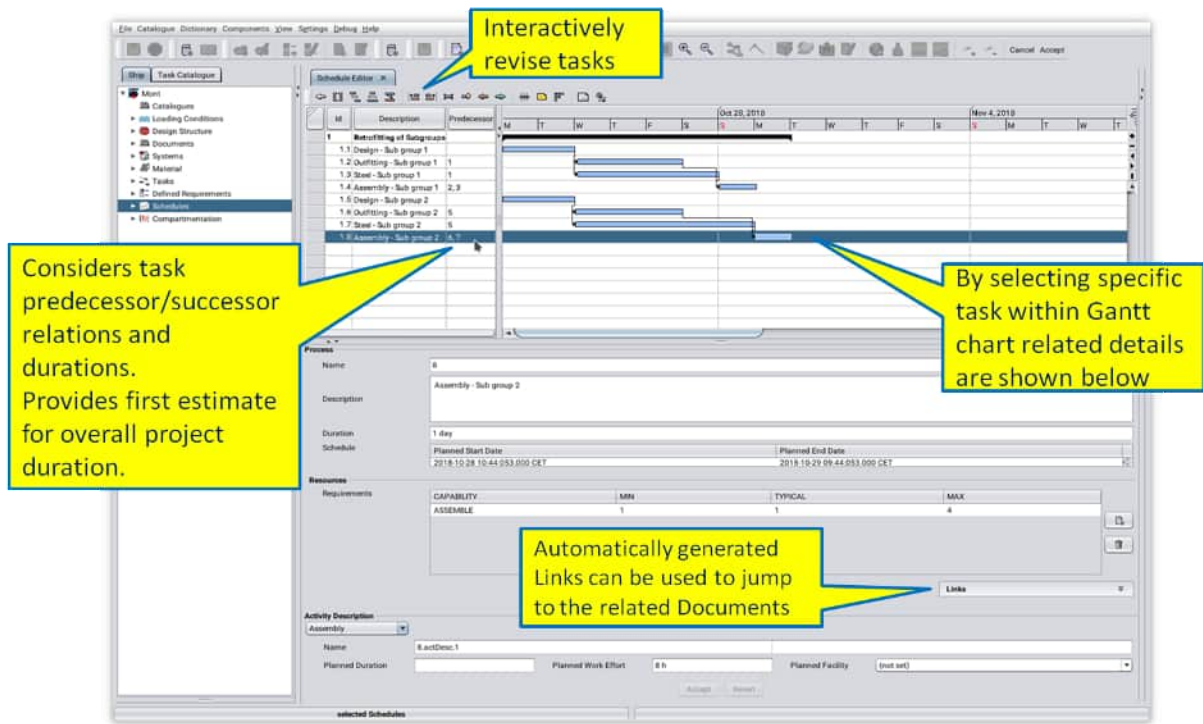 File Catalogue Dictionary Components View Settings Debug Help
Interactively
revise tasks
Cancel Accept
Ship Task Catalogue
Schedule Editor
Mont
Catalogues
Loading Conditions
Design Structure
Documents
Systems
Material
Tasks
Defined Requirements
Schedules
Compartmentation
Id Description Predecessor
Oct 28, 2018 Nov 4, 2018
M T W T F S S M T W T F S S M T W T
1 Retrofitting of Subgroups
1.1 Design - Sub group 1
1.2 Outfitting - Sub group 1 1
1.3 Steel - Sub group 1 1
1.4 Assembly - Sub group 1 2, 3
1.5 Design - Sub group 2
1.6 Outfitting - Sub group 2 5
1.7 Steel - Sub group 2 5
1.8 Assembly - Sub group 2 6, 7
Considers task
predecessor/successor
relations and
durations.
Provides first estimate
for overall project
duration.
By selecting specific
task within Gantt
chart related details
are shown below
Process
Name 8
Description Assembly - Sub group 2
Duration 1 day
Schedule Planned Start Date Planned End Date
2018-10-28 10:44:053.000 CET 2018-10-29 09:44:053.000 CET
Resources
Requirements CAPABILITY MIN TYPICAL MAX
ASSEMBLE 1 1 4
Automatically generated
Links can be used to jump
to the related Documents
Links
Activity Description
Assembly
Name 8.actDesc.1
Planned Duration Planned Work Effort 8 h Planned Facility (not set)
Accept Revert
selected Schedules